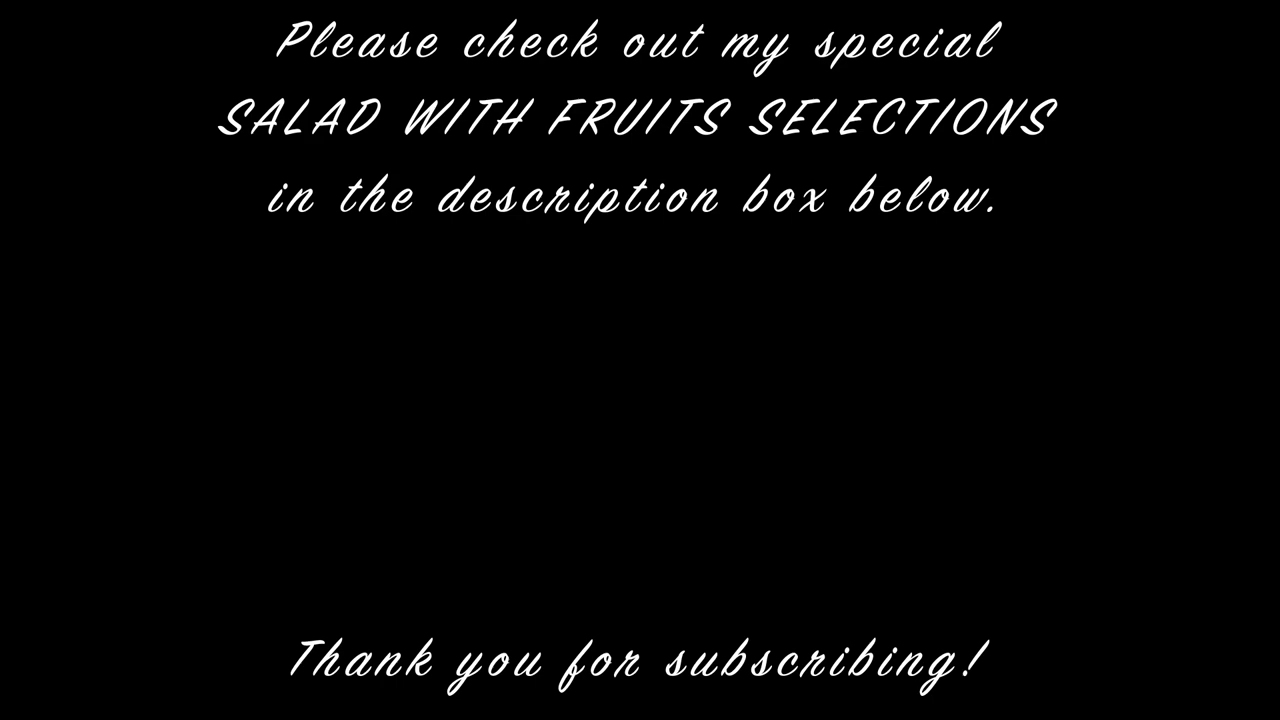 Please check out my special
SALAD WITH FRUITS SELECTIONS
in the description box below.
Thank you for subscribing!